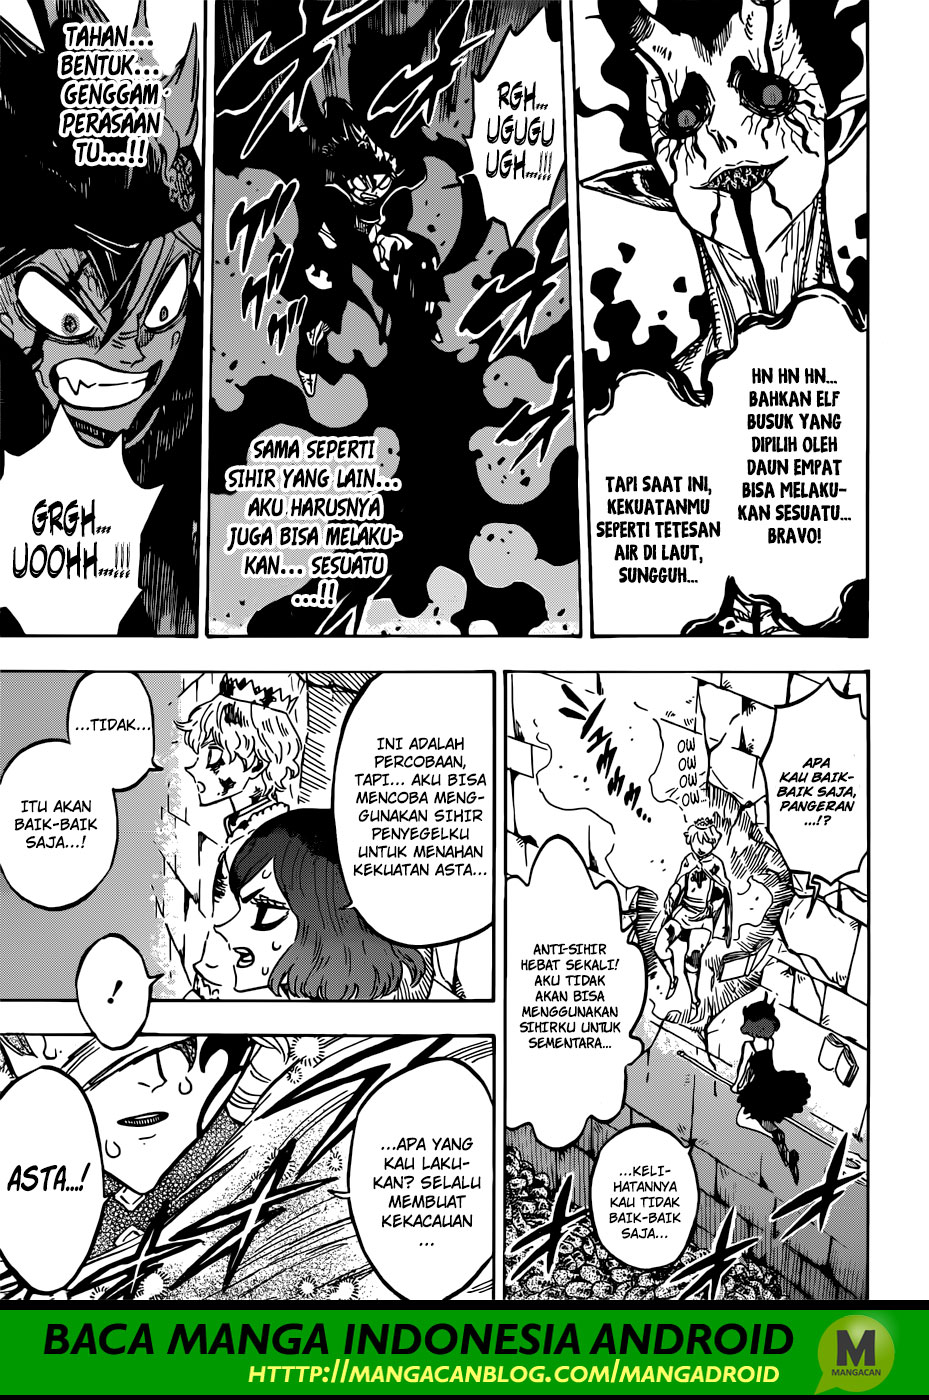 HN HN HN...
BAHKAN ELF
BUSUK YANG
DIPILIH OLEH
DAUN EMPAT
BISA MELAKU-
KAN SESUATU...
BRAVO!
TAPI SAAT INI,
KEKUATANMU
SEPERTI TETESAN
AIR DI LAUT,
SUNGGUH...
RGH...
UGUGU
UGH...!!!
SAMA SEPERTI
SIHIR YANG LAIN...
AKU HARUSNYA
JUGA BISA MELAKU-
KAN... SESUATU
...!!
TAHAN...
BENTUK...
GENGGAM
PERASAAN
TU...!!
GRGH...
UOOHH...!!!
APA
KAU BAIK-
BAIK SAJA,
PANGERAN
...!?
OW
OW
OW
OW...
ANTI-SIHIR
HEBAT SEKALI!
AKU TIDAK
AKAN BISA
MENGGUNAKAN
SIHIRKU UNTUK
SEMENTARA...
...KELI-
HATANNYA
KAU TIDAK
BAIK-BAIK
SAJA...
INI ADALAH
PERCOBAAN,
TAPI... AKU BISA
MENCOBA MENG-
GUNAKAN SIHIR
PENYEGELKU
UNTUK MENAHAN
KEKUATAN ASTA...
...TIDAK...
ITU AKAN
BAIK-BAIK
SAJA...!
!
...APA YANG
KAU LAKU-
KAN? SELALU
MEMBUAT
KEKACAUAN
...
ASTA...!
BACA MANGA INDONESIA ANDROID
HTTTP://MANGACANBLOG.COM/MANGADROID
M
MANGACAN